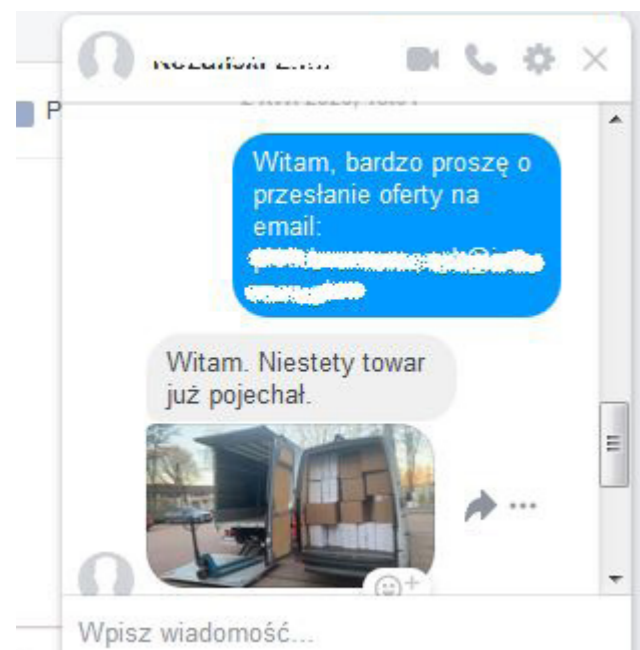 P
Witam, bardzo proszę o
przesłanie oferty na
email:
Witam. Niestety towar
już pojechał.
Wpisz wiadomość...